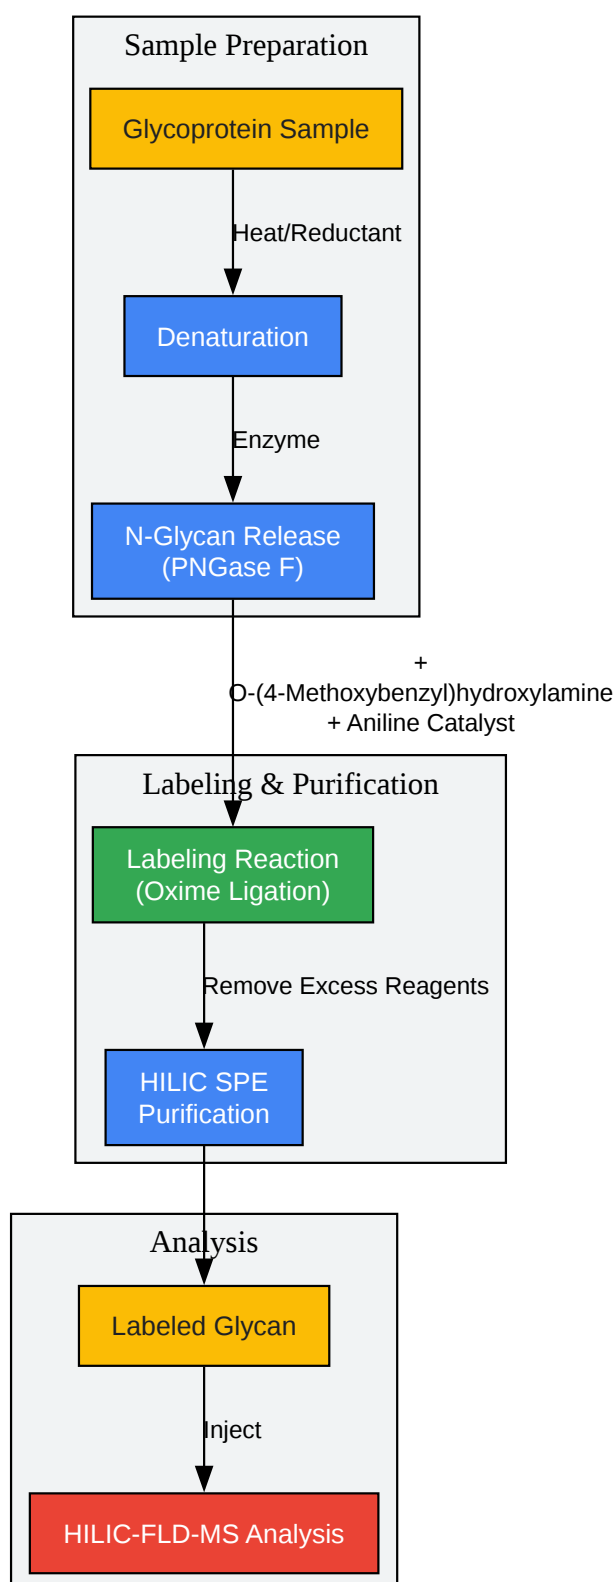 Sample Preparation
Glycoprotein Sample
Heat/Reductant
Denaturation
Enzyme
N-Glycan Release
(PNGase F)
+
O-(4-Methoxybenzyl)hydroxylamine
+ Aniline Catalyst
Labeling & Purification
Labeling Reaction
(Oxime Ligation)
Remove Excess Reagents
HILIC SPE
Purification
Analysis
Labeled Glycan
Inject
HILIC-FLD-MS Analysis